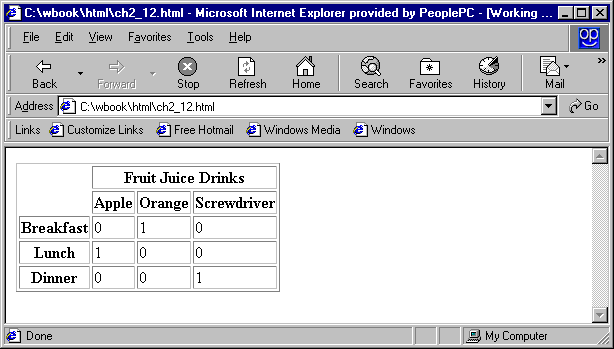 C:\wbook\html\ch2_12.html - Microsoft Internet Explorer provided by PeoplePC - [Working ...
File Edit View Favorites Tools Help
Back Forward Stop Refresh Home Search Favorites History Mail »
Address C:\wbook\html\ch2_12.html Go
Links Customize Links Free Hotmail Windows Media Windows
Fruit Juice Drinks
Apple Orange Screwdriver
Breakfast 0 1 0
Lunch 1 0 0
Dinner 0 0 1
Done My Computer